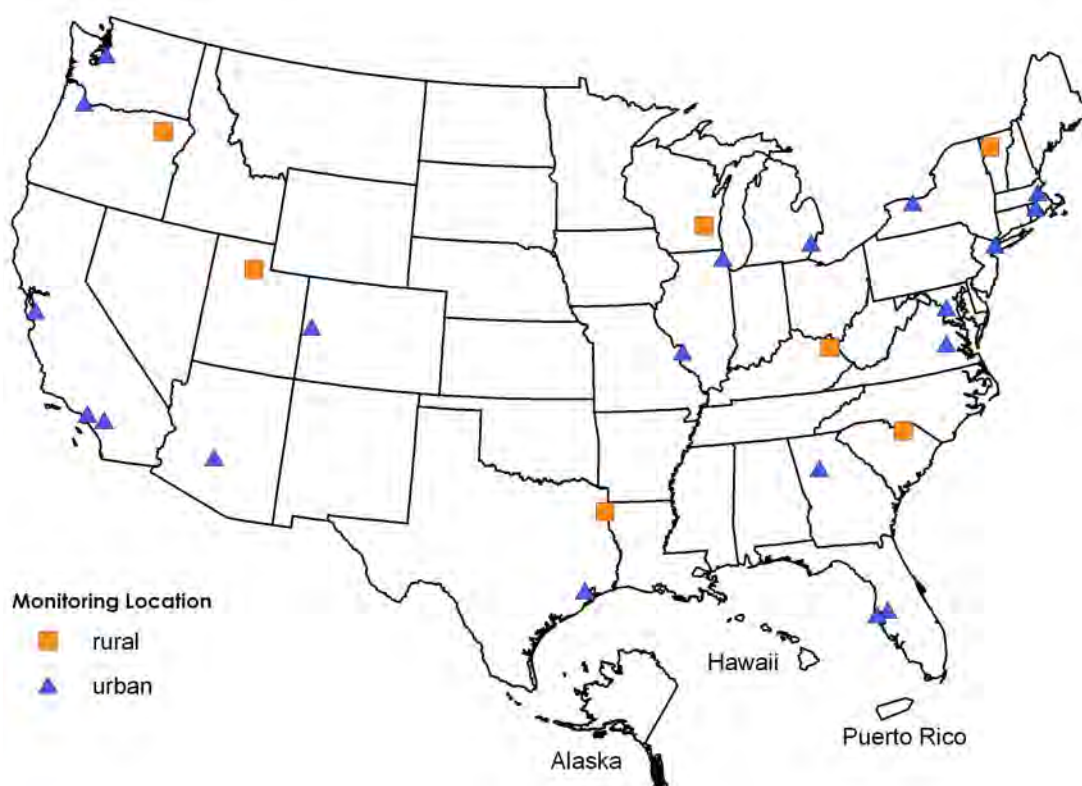 Monitoring Location
rural
urban
Hawaii
Puerto Rico
Alaska